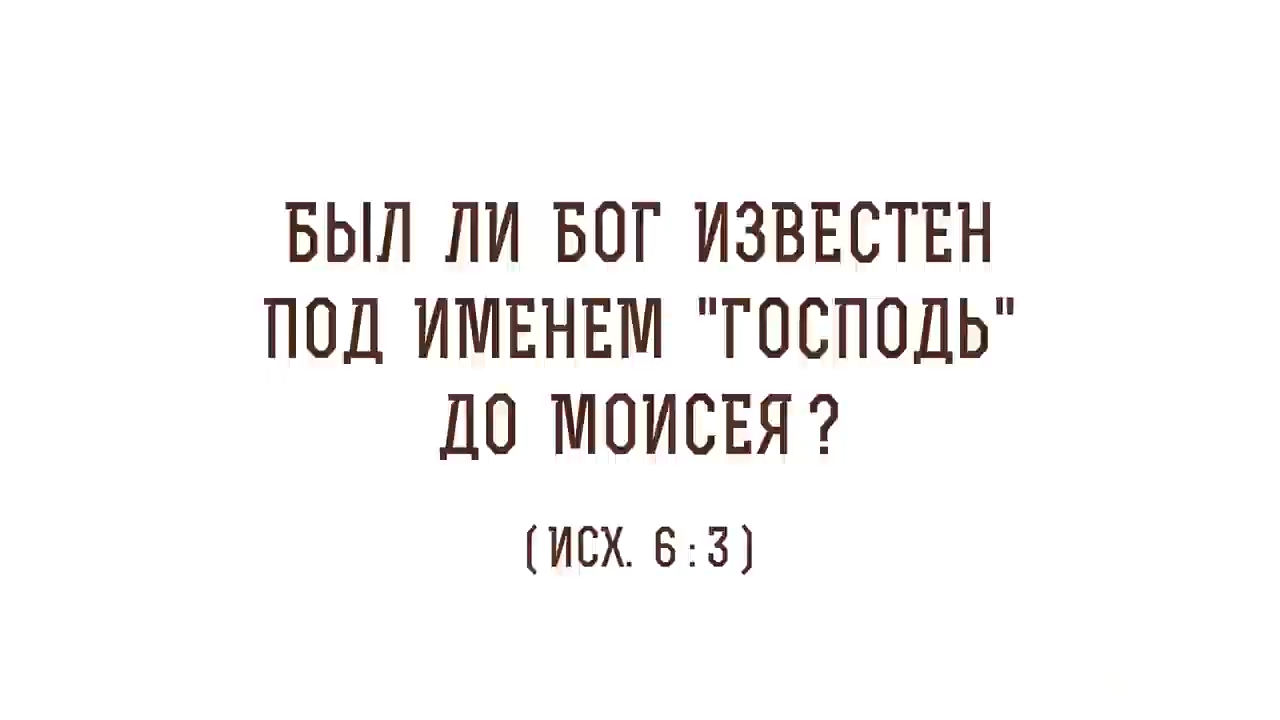 БЫЛ ЛИ БОГ ИЗВЕСТЕН
ПОД ИМЕНЕМ "ГОСПОДЬ"
ДО МОИСЕЯ?
(ИСХ. 6:3)